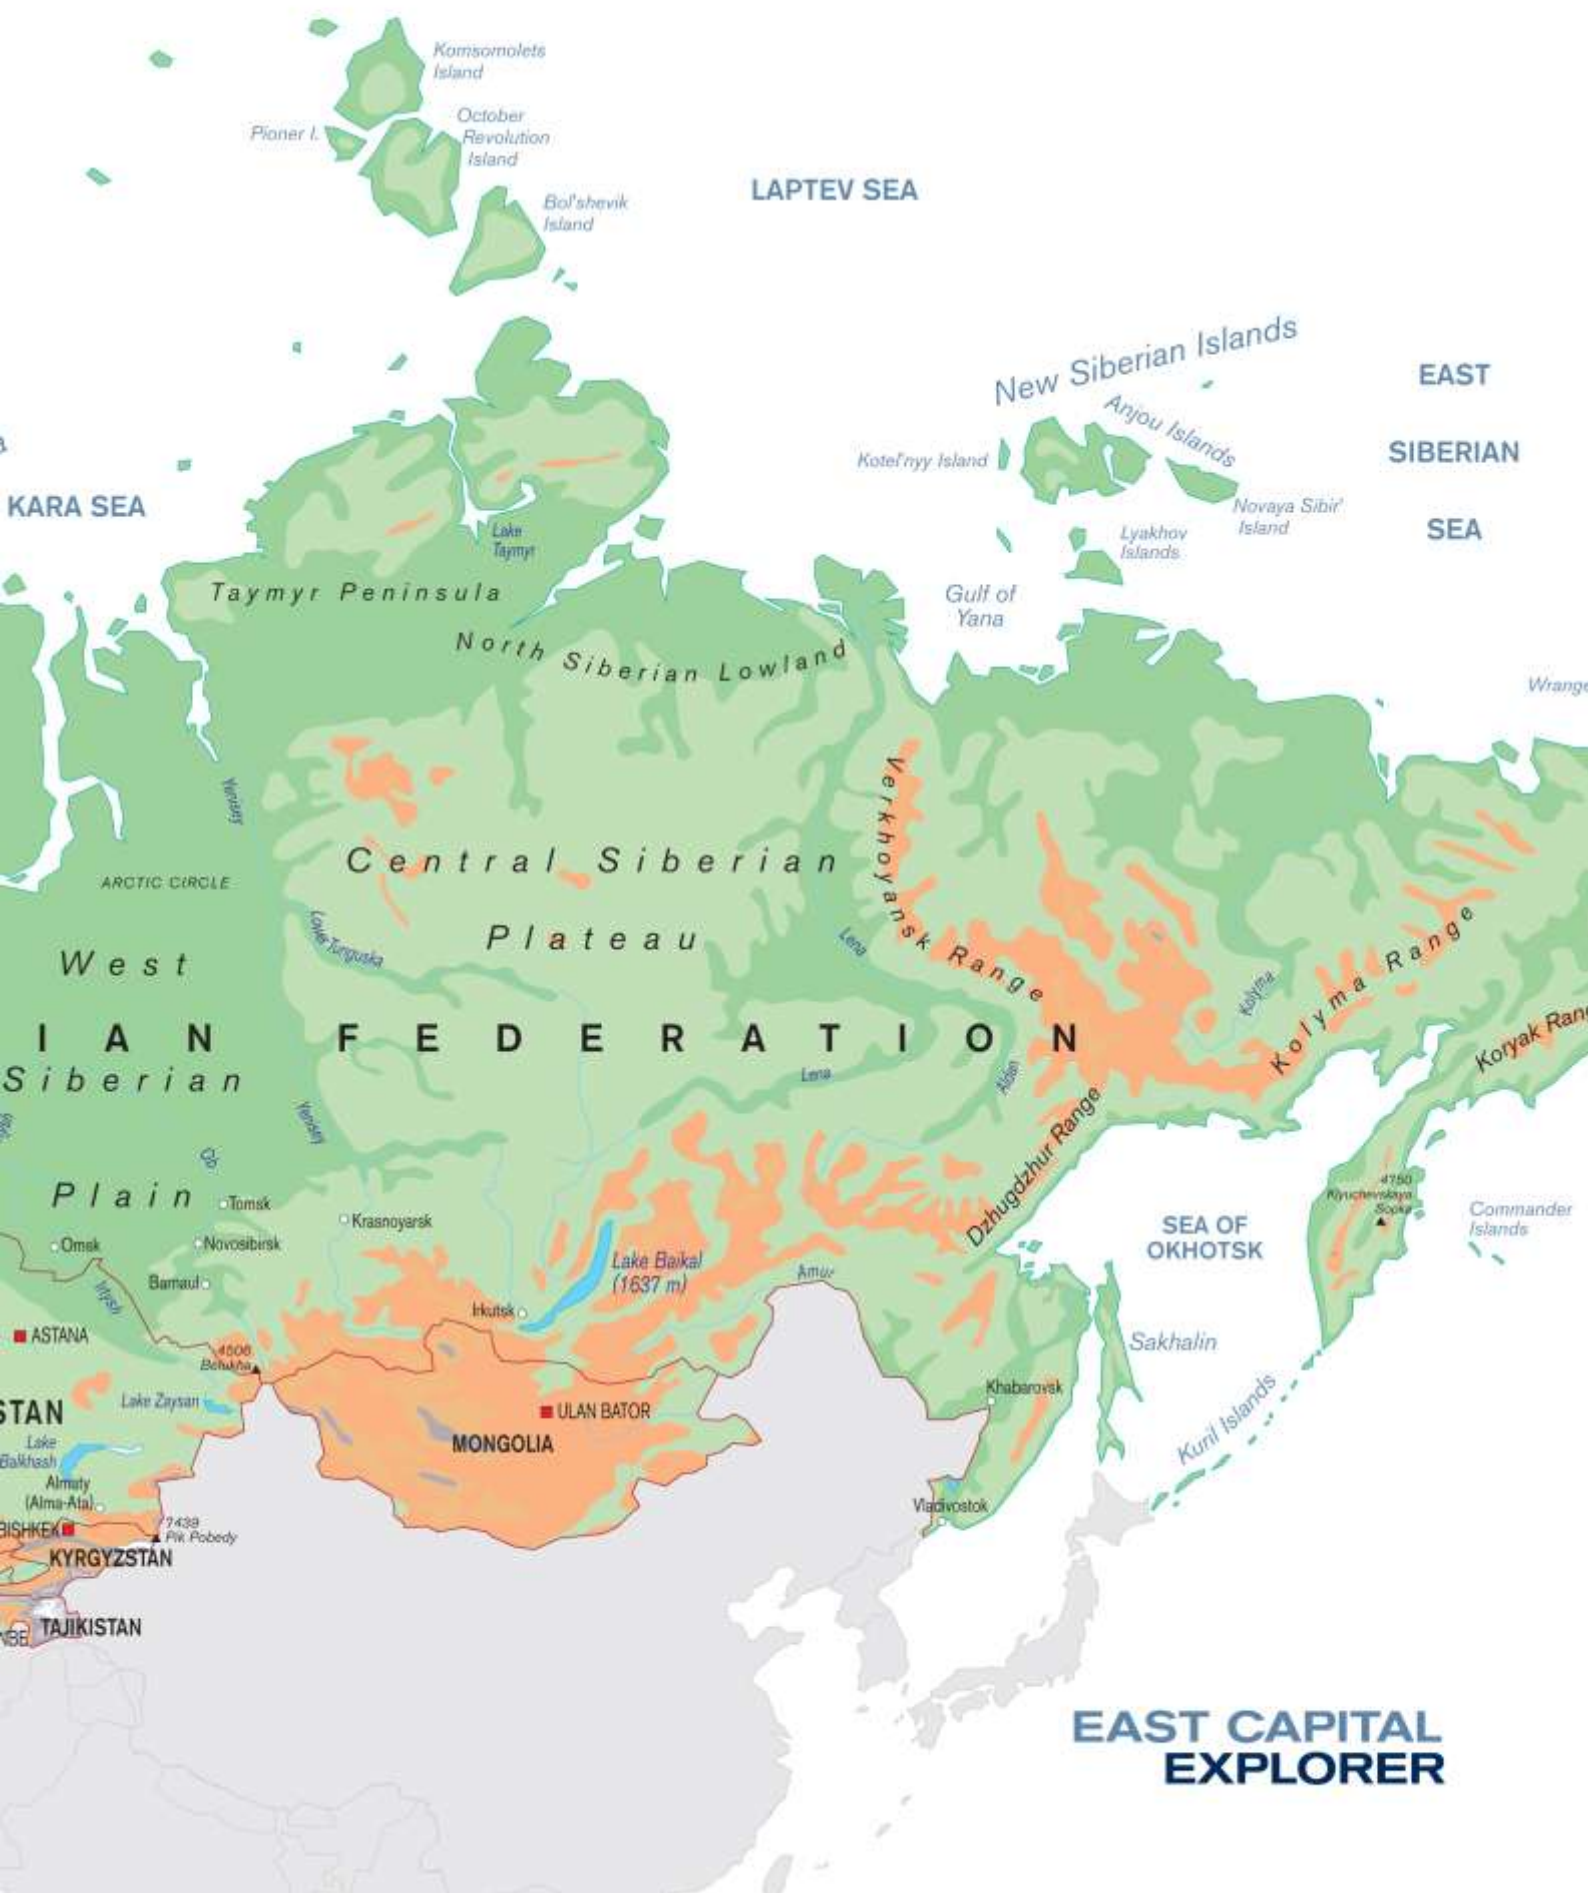 Komsomolets
Island
October
Revolution
Island
Pioner I.
Bol'shevik
Island
LAPTEV SEA
New Siberian Islands
Anjou Islands
EAST
SIBERIAN
SEA
Kotel'nyy Island
Novaya Sibir'
Island
Lyakhov
Islands
KARA SEA
Lake
Taymyr
Taymyr Peninsula
Gulf of
Yana
North Siberian Lowland
Wrange
Yenisey
Verkhoyansk Range
Central Siberian
Plateau
ARCTIC CIRCLE
Lower Tunguska
Lena
Kolyma
Kolyma Range
West
Siberian
Plain
IAN FEDERATION
Koryak Ran
Lena
Aldan
Yenisey
Ob
Dzhugdzhur Range
4750
Klyuchevskaya
Sopka
Commander
Islands
SEA OF
OKHOTSK
Tomsk
Krasnoyarsk
Omsk
Novosibirsk
Barnaul
Irtysh
Lake Baikal
(1637 m)
Amur
Irkutsk
ASTANA
4506
Belukha
Sakhalin
Khabarovsk
Kuril Islands
STAN
Lake Zaysan
ULAN BATOR
MONGOLIA
Lake
Balkhash
Almaty
(Alma-Ata)
Vladivostok
BISHKEK
7439
Pik Pobedy
KYRGYZSTAN
TAJIKISTAN
NBE
EAST CAPITAL
EXPLORER